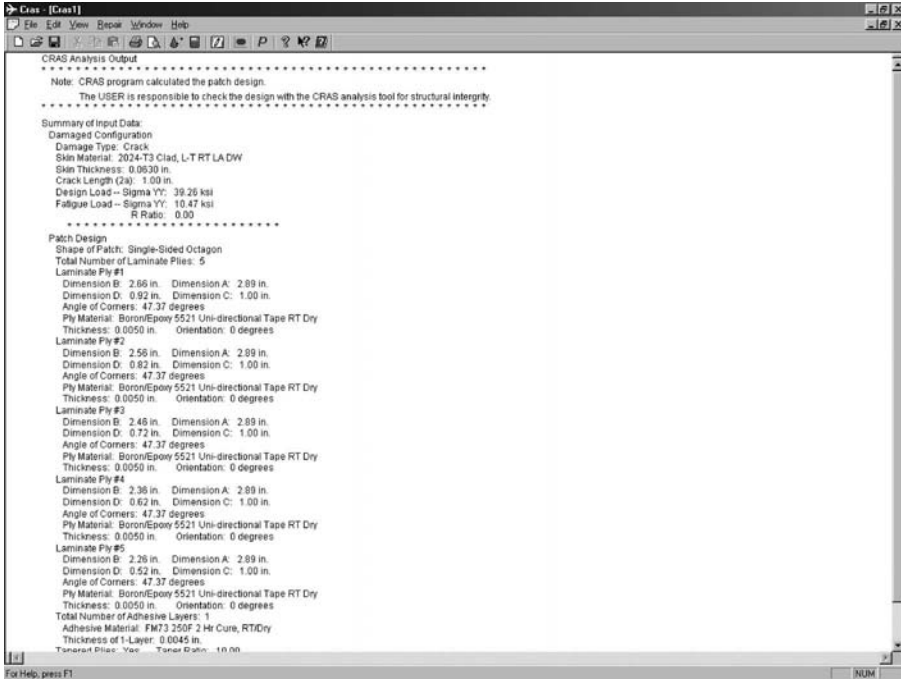 Cras - [Cras1]
File Edit View Repair Window Help
CRAS Analysis Output
* * * * * * * * * * * * * * * * * * * * * * * * * * * * * * * * * * * * * * * * * * * * * * * * * * * * * * *
Note: CRAS program calculated the patch design.
The USER is responsible to check the design with the CRAS analysis tool for structural intergrity.
* * * * * * * * * * * * * * * * * * * * * * * * * * * * * * * * * * * * * * * * * * * * * * * * * * * * * * *
Summary of Input Data:
Damaged Configuration
Damage Type: Crack
Skin Material: 2024-T3 Clad, L-T RT LA DW
Skin Thickness: 0.0630 in.
Crack Length (2a): 1.00 in.
Design Load -- Sigma YY: 39.26 ksi
Fatigue Load -- Sigma YY: 10.47 ksi
R Ratio: 0.00
* * * * * * * * * * * * * * * * * * * * * * * * *
Patch Design
Shape of Patch: Single-Sided Octagon
Total Number of Laminate Plies: 5
Laminate Ply #1
Dimension B: 2.66 in. Dimension A: 2.89 in.
Dimension D: 0.92 in. Dimension C: 1.00 in.
Angle of Corners: 47.37 degrees
Ply Material: Boron/Epoxy 5521 Uni-directional Tape RT Dry
Thickness: 0.0050 in. Orientation: 0 degrees
Laminate Ply #2
Dimension B: 2.56 in. Dimension A: 2.89 in.
Dimension D: 0.82 in. Dimension C: 1.00 in.
Angle of Corners: 47.37 degrees
Ply Material: Boron/Epoxy 5521 Uni-directional Tape RT Dry
Thickness: 0.0050 in. Orientation: 0 degrees
Laminate Ply #3
Dimension B: 2.46 in. Dimension A: 2.89 in.
Dimension D: 0.72 in. Dimension C: 1.00 in.
Angle of Corners: 47.37 degrees
Ply Material: Boron/Epoxy 5521 Uni-directional Tape RT Dry
Thickness: 0.0050 in. Orientation: 0 degrees
Laminate Ply #4
Dimension B: 2.36 in. Dimension A: 2.89 in.
Dimension D: 0.62 in. Dimension C: 1.00 in.
Angle of Corners: 47.37 degrees
Ply Material: Boron/Epoxy 5521 Uni-directional Tape RT Dry
Thickness: 0.0050 in. Orientation: 0 degrees
Laminate Ply #5
Dimension B: 2.26 in. Dimension A: 2.89 in.
Dimension D: 0.52 in. Dimension C: 1.00 in.
Angle of Corners: 47.37 degrees
Ply Material: Boron/Epoxy 5521 Uni-directional Tape RT Dry
Thickness: 0.0050 in. Orientation: 0 degrees
Total Number of Adhesive Layers: 1
Adhesive Material: FM73 250F 2 Hr Cure, RT/Dry
Thickness of 1-Layer: 0.0045 in.
Tapered Plies: Yes Taper Ratio: 10.00
For Help, press F1
NUM